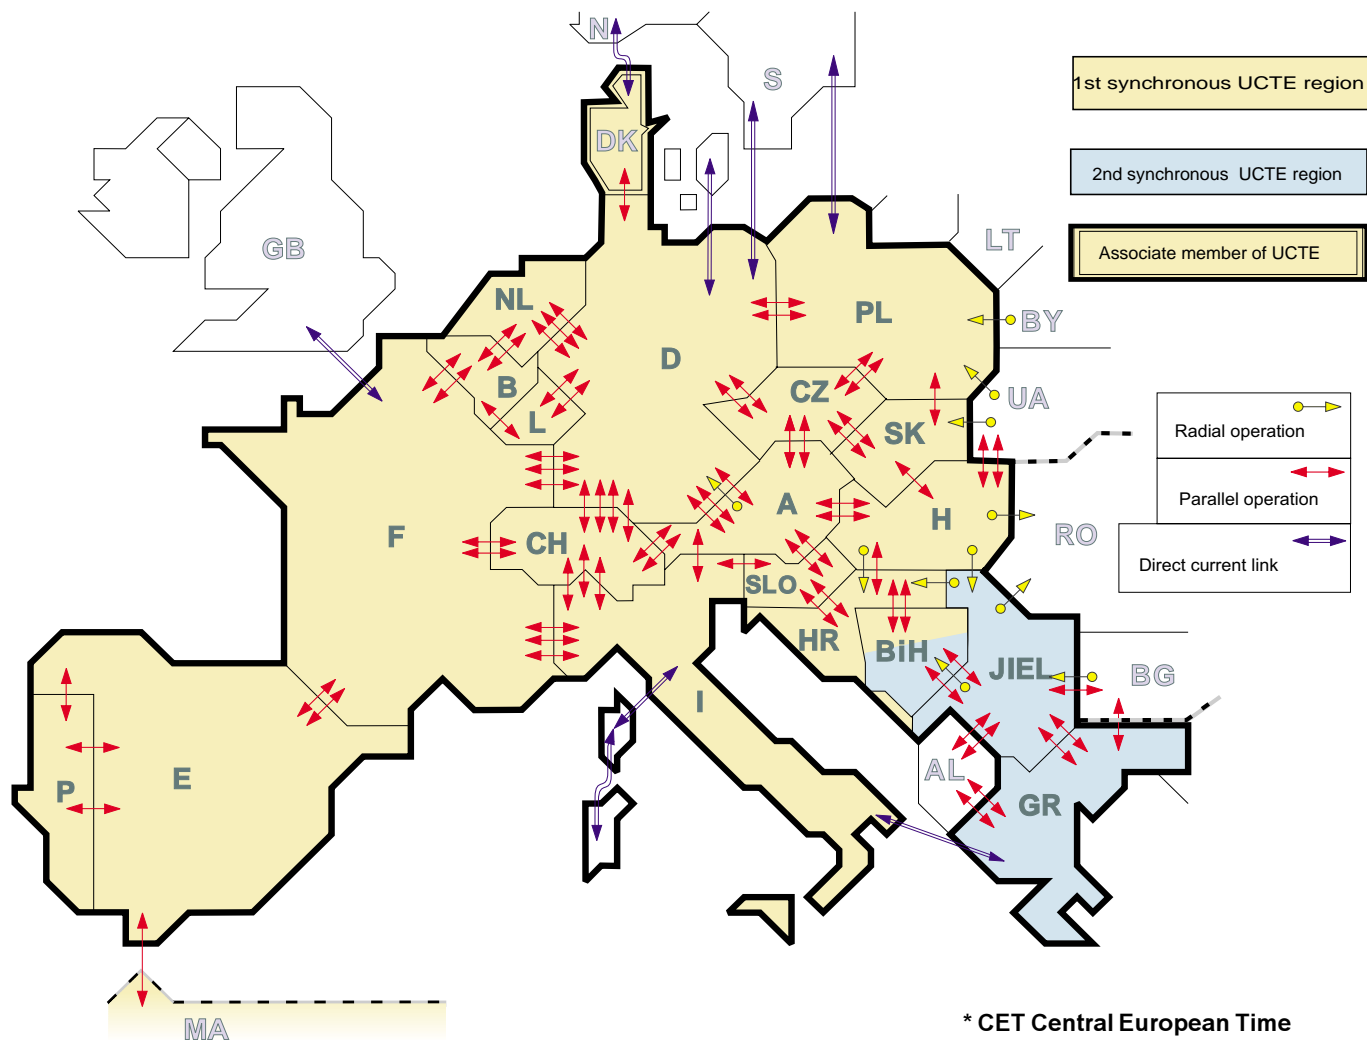 N
S
1st synchronous UCTE region
DK
2nd synchronous UCTE region
GB
LT
Associate member of UCTE
NL
PL
BY
D
B
CZ
UA
L
SK
Radial operation
A
Parallel operation
F
CH
H
RO
Direct current link
SLO
HR
BiH
JIEL
BG
I
P
E
AL
GR
MA
* CET Central European Time